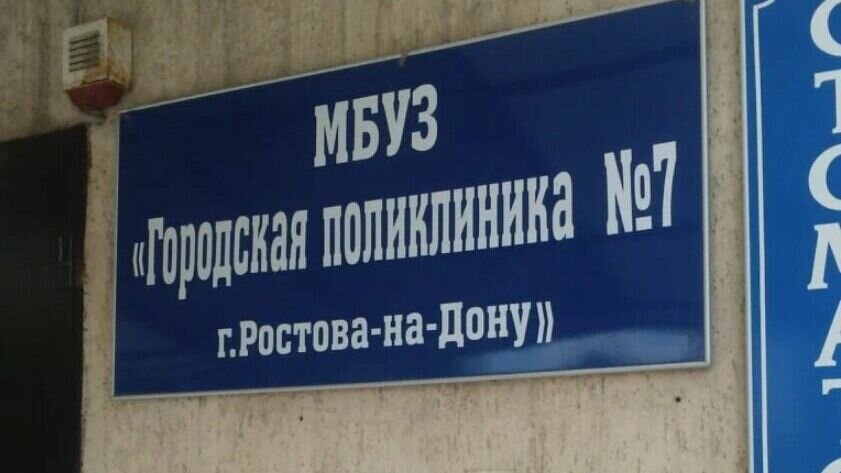 МБУЗ
«Городская поликлиника №7
г.Ростова-на-Дону»